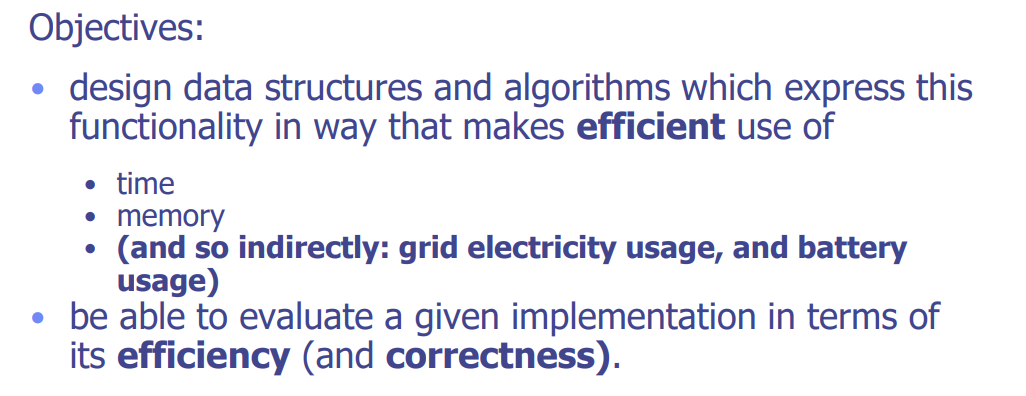 Objectives:
• design data structures and algorithms which express this
functionality in way that makes efficient use of
• time
• memory
• (and so indirectly: grid electricity usage, and battery
usage)
• be able to evaluate a given implementation in terms of
its efficiency (and correctness).